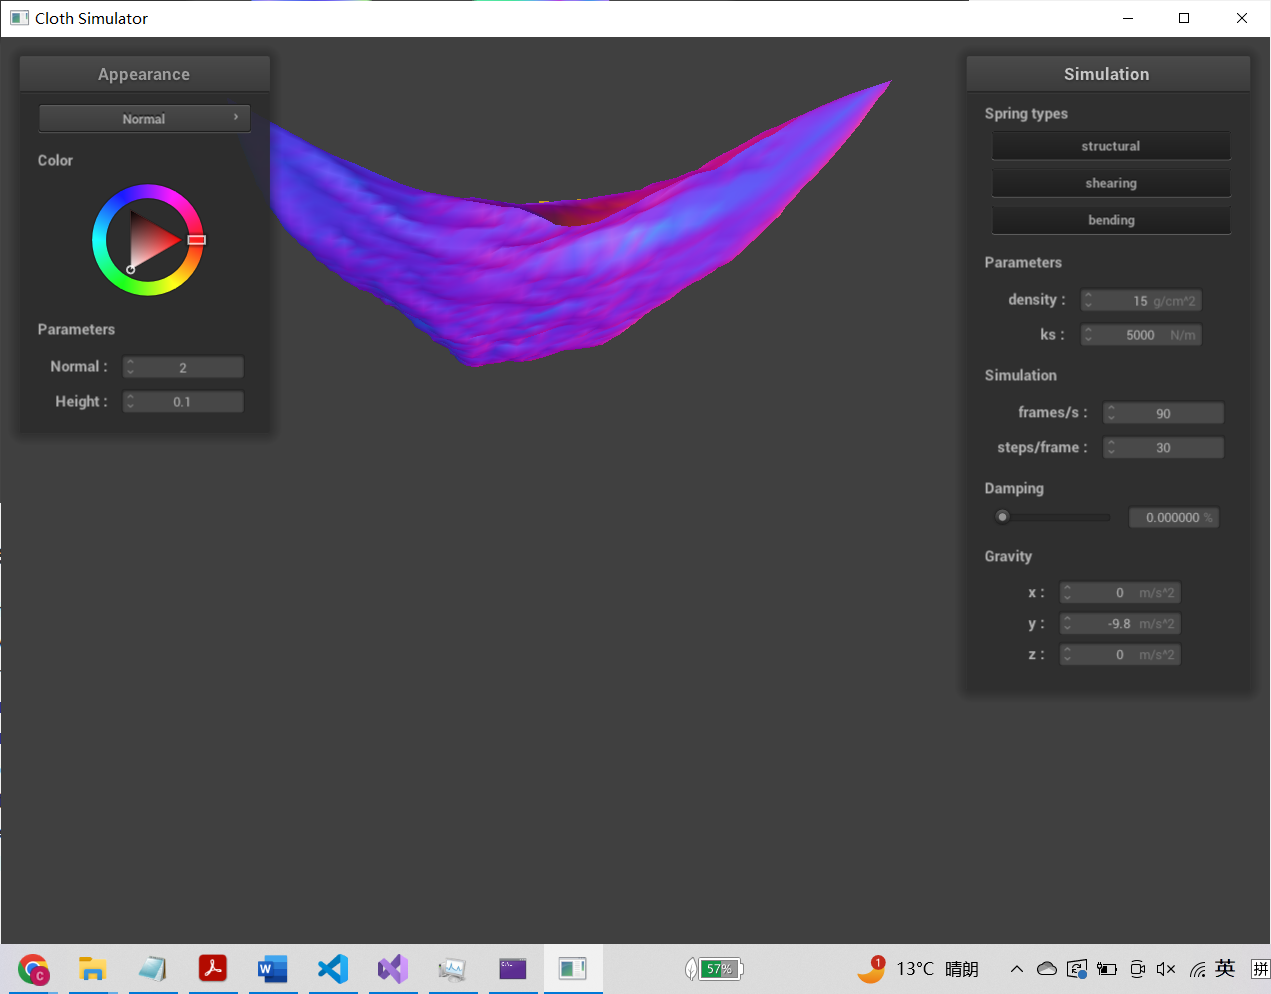 Cloth Simulator
Appearance
Normal
Color
Parameters
Normal :
2
Height :
0.1
Simulation
Spring types
structural
shearing
bending
Parameters
density :
15 g/cm^2
ks :
5000 N/m
Simulation
frames/s :
90
steps/frame :
30
Damping
0.000000 %
Gravity
x :
0 m/s^2
y :
-9.8 m/s^2
z :
0 m/s^2
C
W
C:\.
57%
1
13°C 晴朗
英
拼